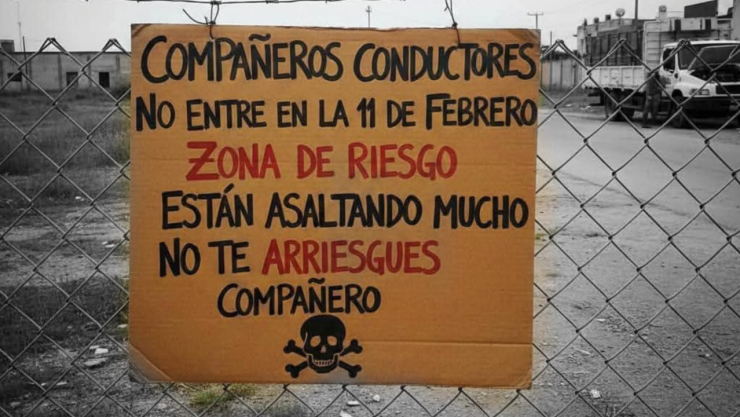 COMPAÑEROS CONDUCTORES
NO ENTRE EN LA 11 DE FEBRERO
ZONA DE RIESGO
ESTÁN ASALTANDO MUCHO
NO TE ARRIESGUES
COMPAÑERO